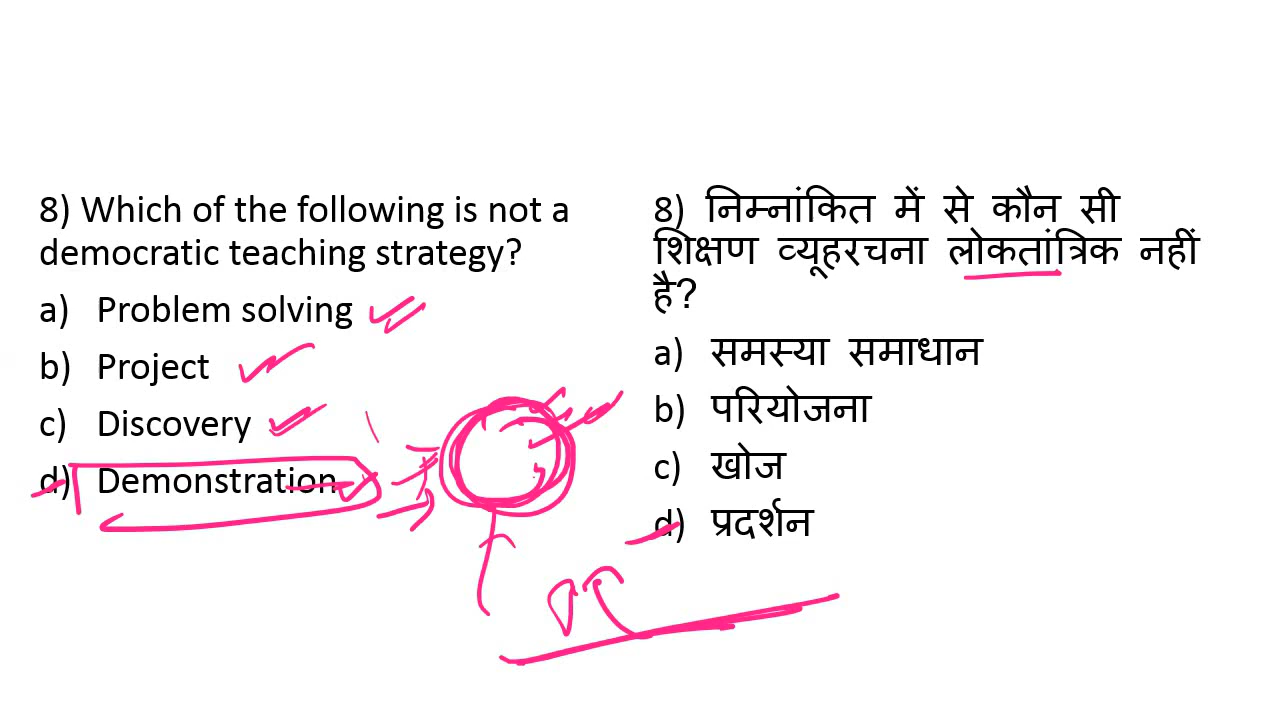 8) Which of the following is not a
democratic teaching strategy?
a) Problem solving
b) Project
c) Discovery
d) Demonstration
8) निम्नांकित में से कौन सी
शिक्षण व्यूहरचना लोकतांत्रिक नहीं
है?
a) समस्या समाधान
b) परियोजना
c) खोज
d) प्रदर्शन